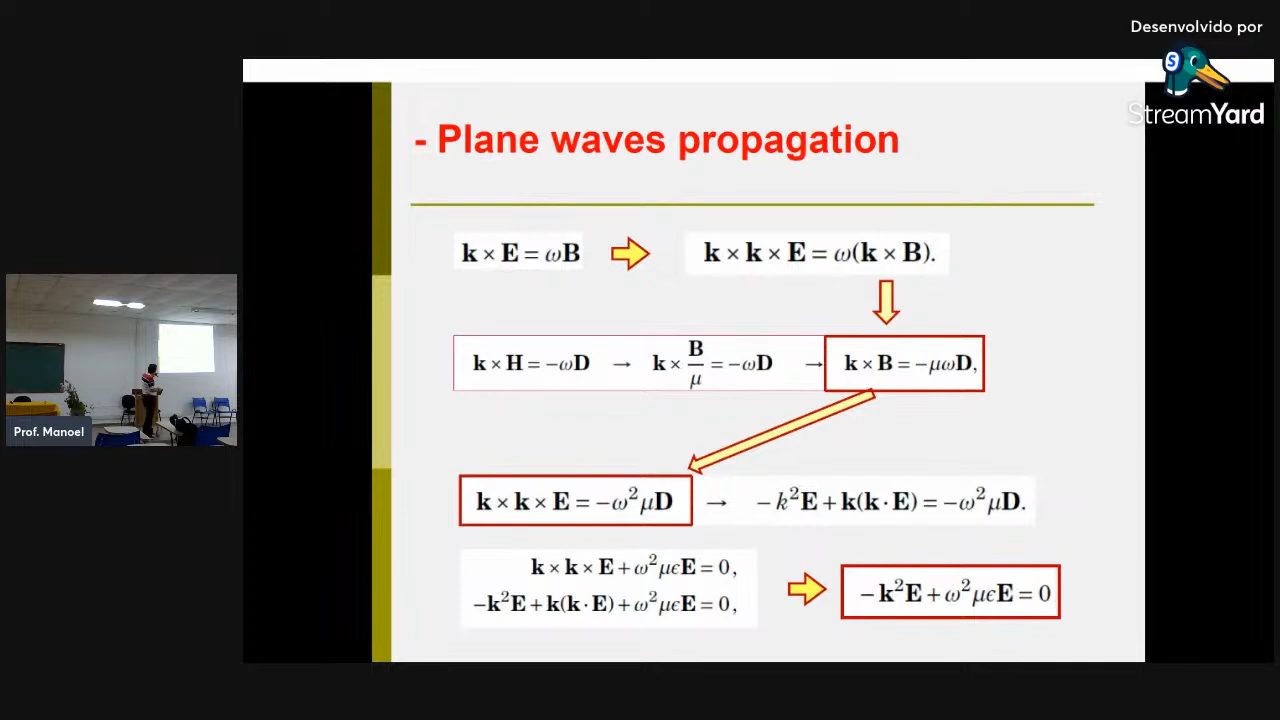 Desenvolvido por
StreamYard
- Plane waves propagation
k × E = ωB
k × k × E = ω(k × B).
k × H = −ωD → k × B/μ = −ωD → k × B = −μωD,
k × k × E = −ω²μD → −k²E + k(k · E) = −ω²μD.
k × k × E + ω²μϵE = 0,
−k²E + k(k · E) + ω²μϵE = 0,
−k²E + ω²μϵE = 0
Prof. Manoel